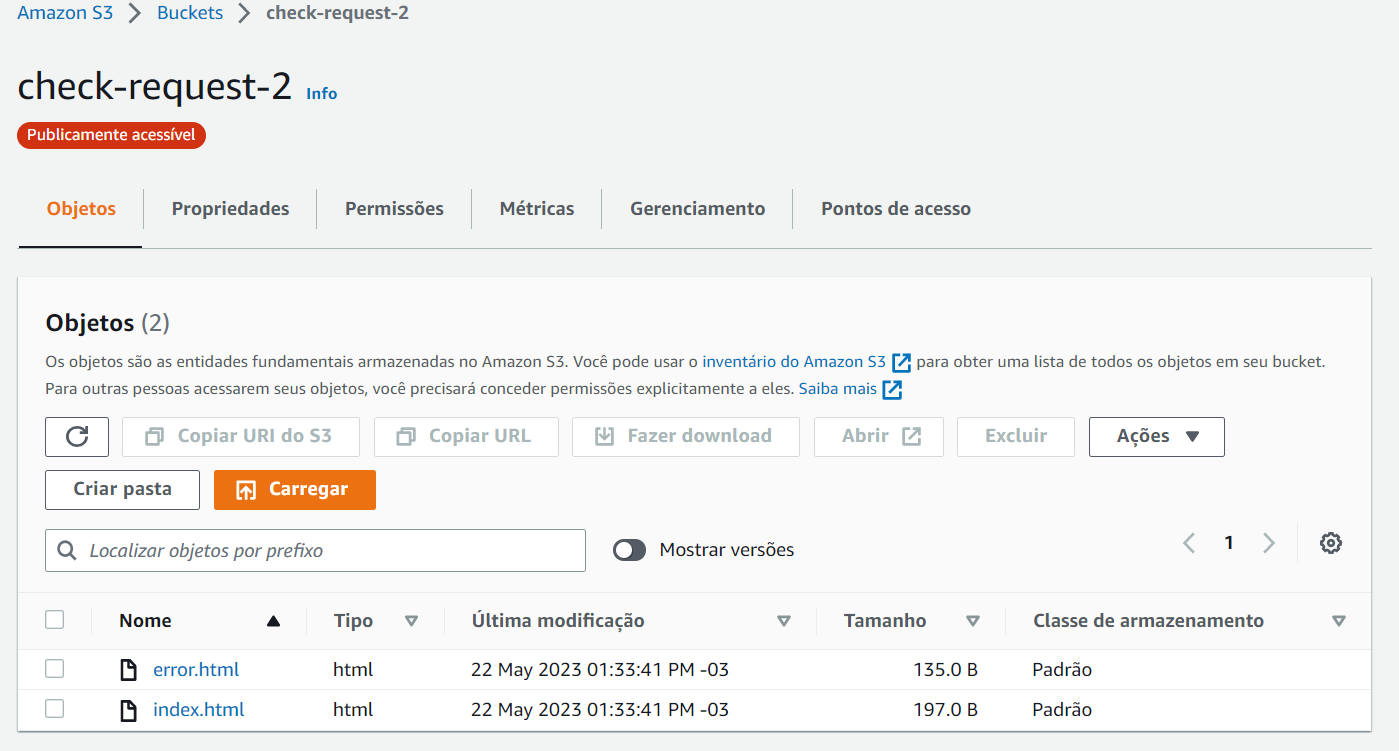 Amazon S3 > Buckets > check-request-2
check-request-2 Info
Publicamente acessível
Objetos Propriedades Permissões Métricas Gerenciamento Pontos de acesso
Objetos (2)
Os objetos são as entidades fundamentais armazenadas no Amazon S3. Você pode usar o inventário do Amazon S3 para obter uma lista de todos os objetos em seu bucket.
Para outras pessoas acessarem seus objetos, você precisará conceder permissões explicitamente a eles. Saiba mais
Copiar URI do S3 Copiar URL Fazer download Abrir Excluir Ações
Criar pasta Carregar
Localizar objetos por prefixo Mostrar versões 1
Nome Tipo Última modificação Tamanho Classe de armazenamento
error.html html 22 May 2023 01:33:41 PM -03 135.0 B Padrão
index.html html 22 May 2023 01:33:41 PM -03 197.0 B Padrão